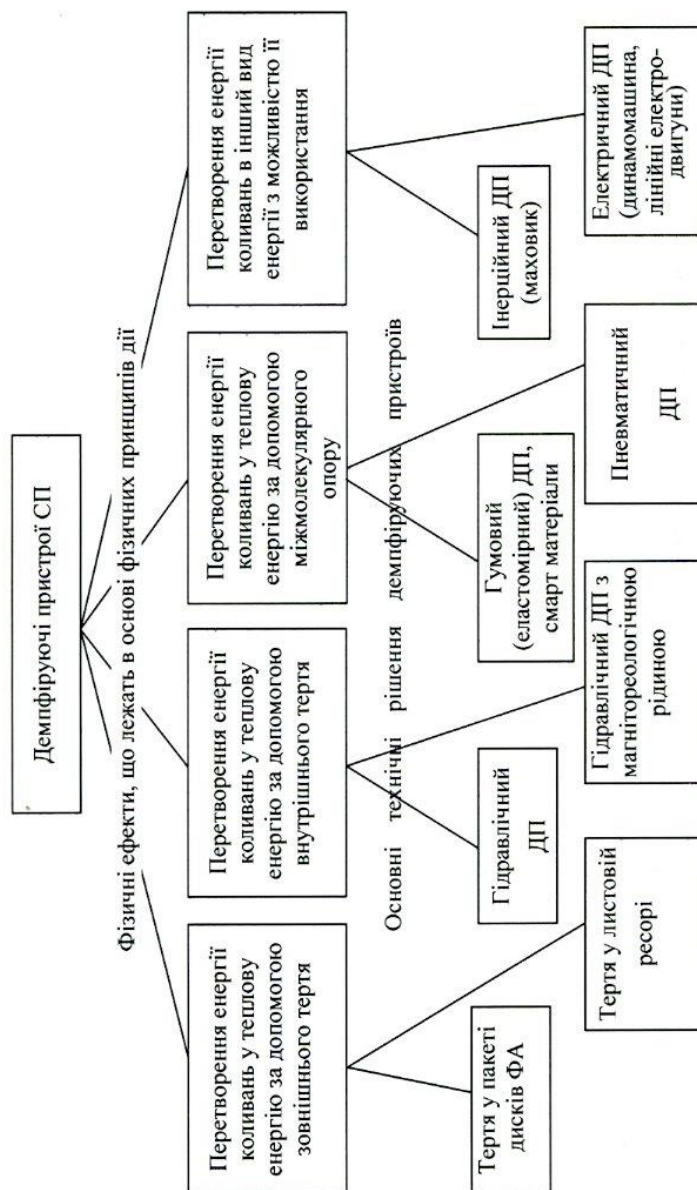 Демпфіруючі пристрої СП
Фізичні ефекти, що лежать в основі фізичних принципів дії
Перетворення енергії
коливань у теплову
енергію за допомогою
зовнішнього тертя
Перетворення енергії
коливань у теплову
енергію за допомогою
внутрішнього тертя
Перетворення енергії
коливань у теплову
енергію за допомогою
міжмолекулярного
опору
Перетворення енергії
коливань в інший вид
енергії з можливістю її
використання
Основні технічні рішення демпфіруючих пристроїв
Тертя у пакеті
дисків ФА
Гідравлічний
ДП
Гумовий
(еластомірний) ДП,
смарт матеріали
Інерційний ДП
(маховик)
Тертя у листовій
ресорі
Гідравлічний ДП з
магнітореологічною
рідиною
Пневматичний
ДП
Електричний ДП
(динамомашина,
лінійні електро-
двигуни)